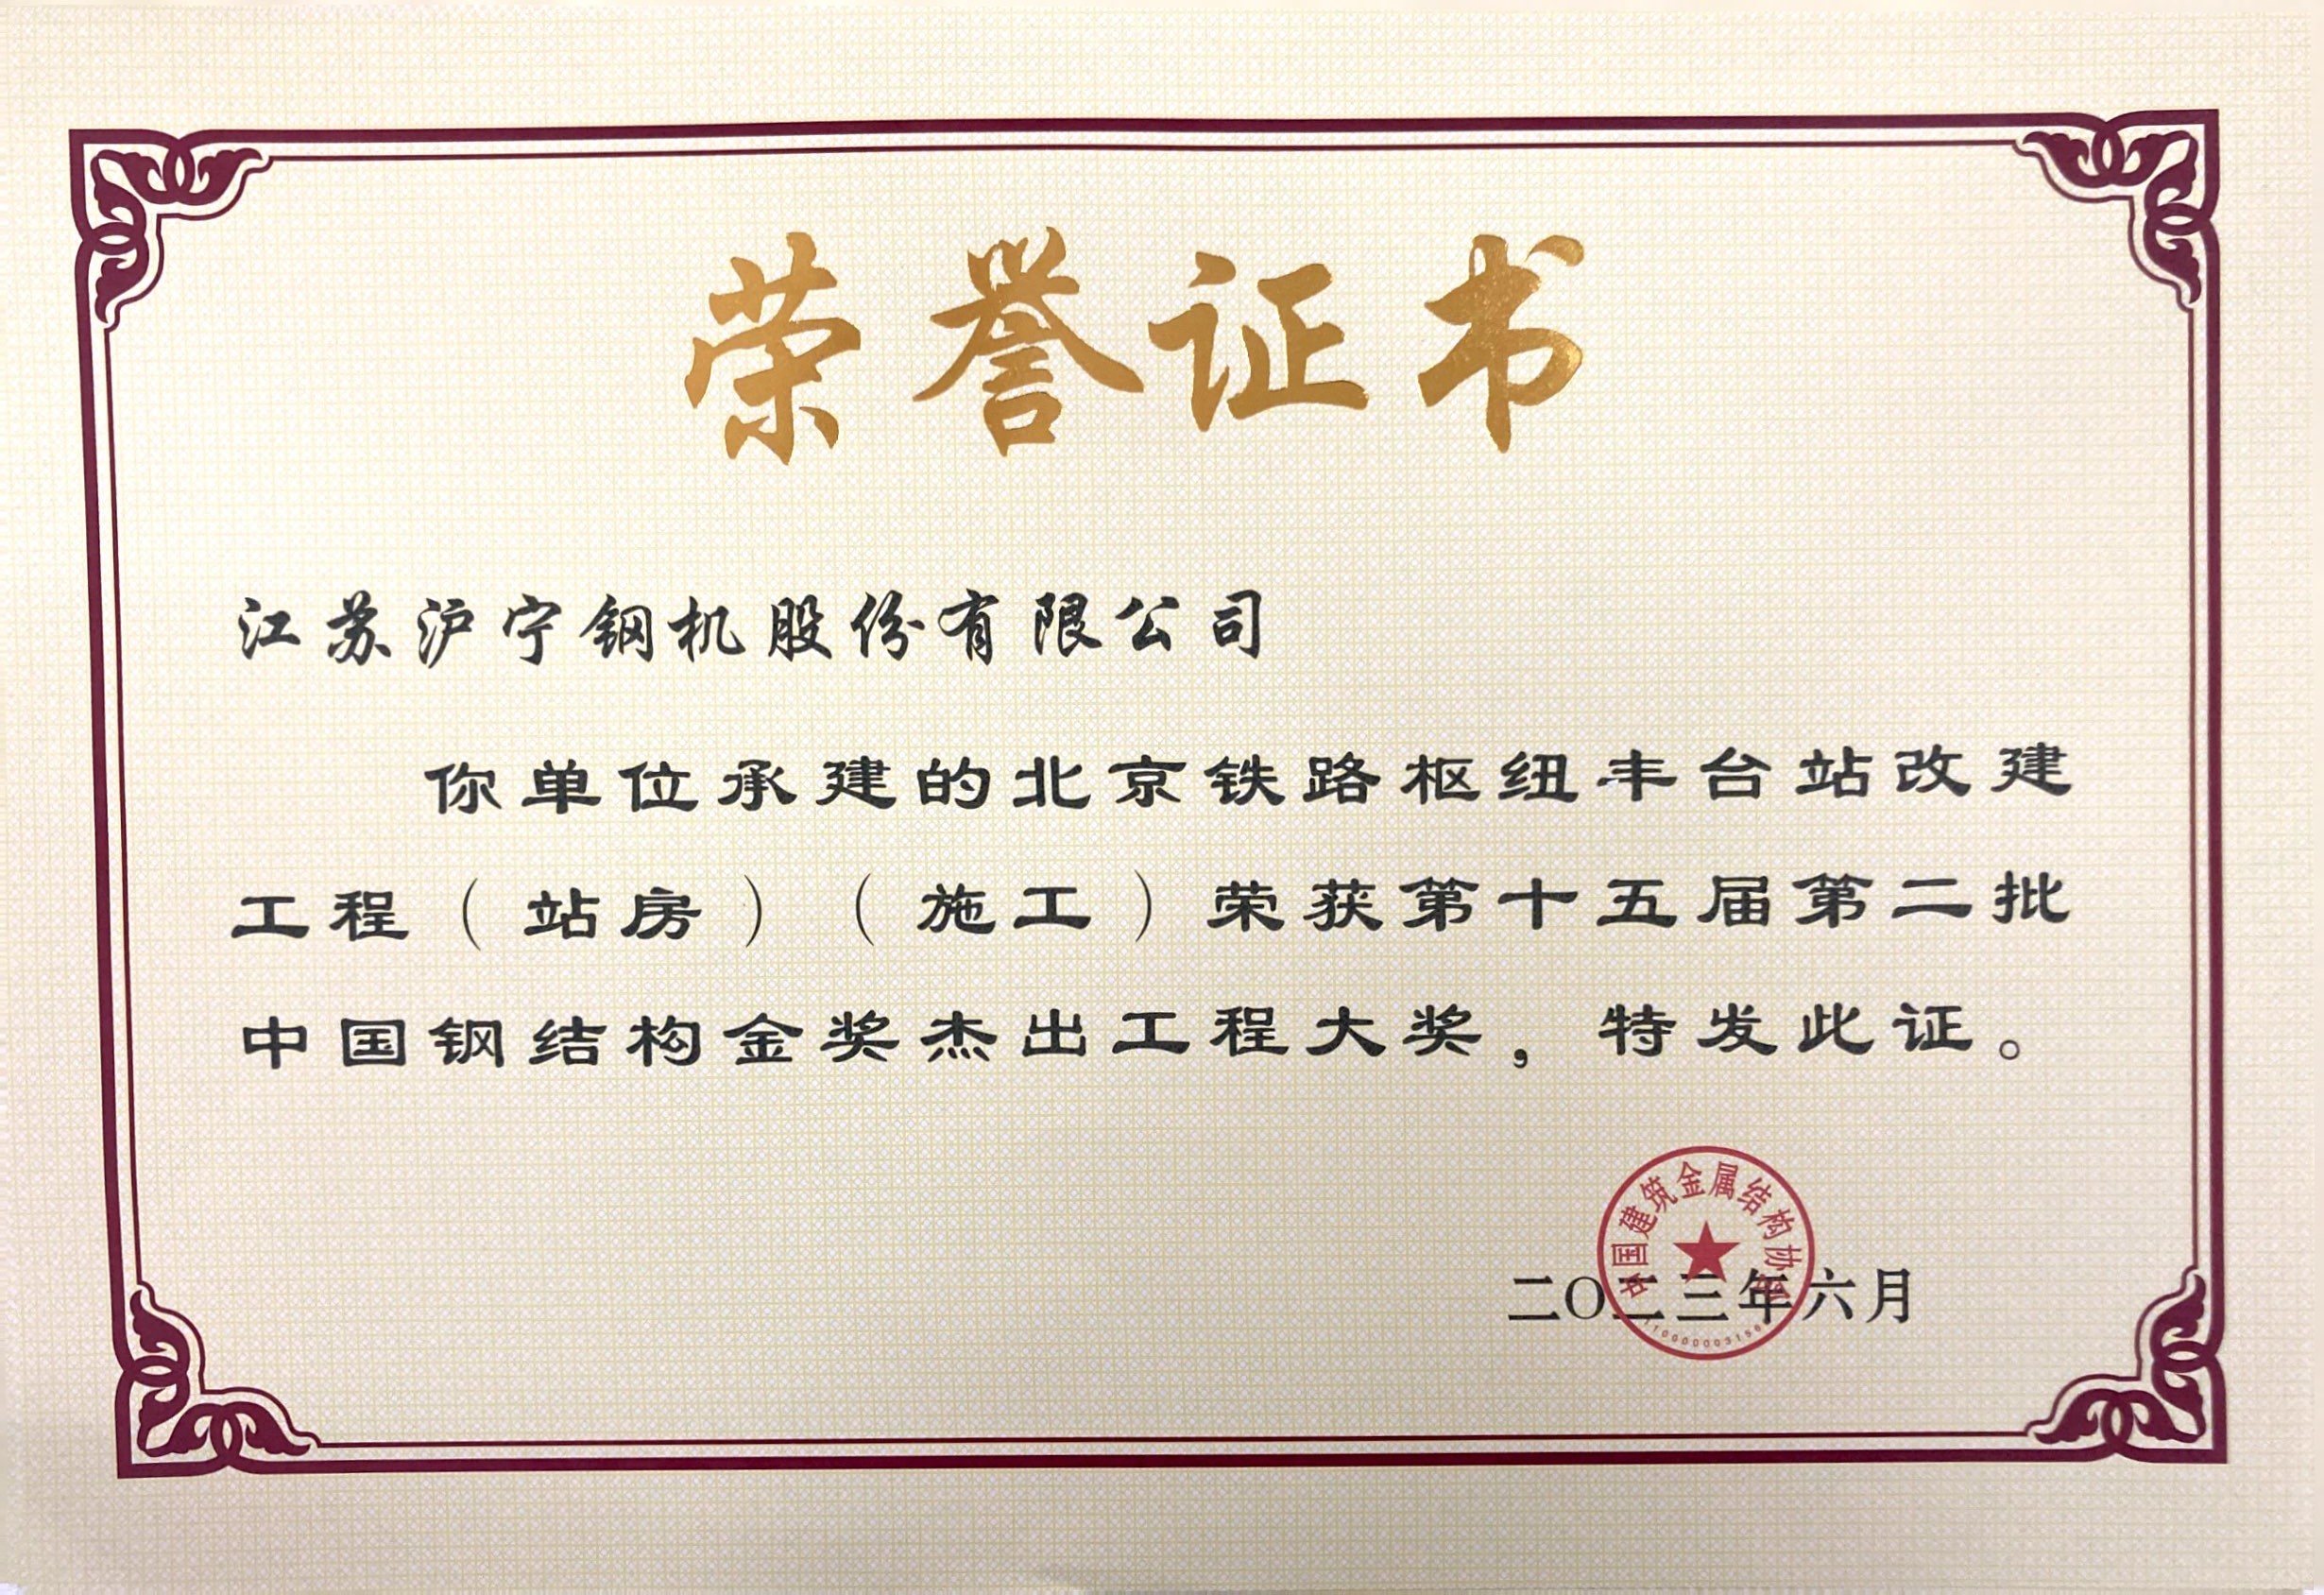 荣誉证书
江苏沪宁钢机股份有限公司
你单位承建的北京铁路枢纽丰台站改建
工程（站房）（施工）荣获第十五届第二批
中国钢结构金奖杰出工程大奖，特发此证。
中国建筑金属结构协会
二〇二三年六月